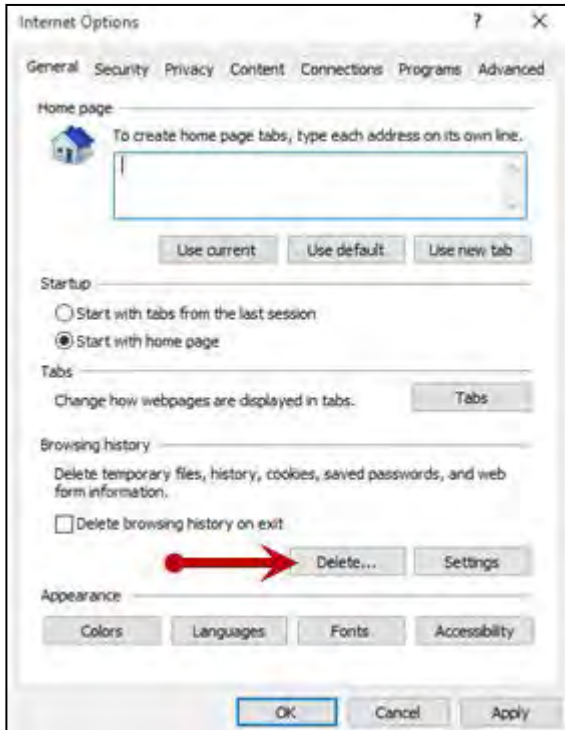 Internet Options ? X
General Security Privacy Content Connections Programs Advanced
Home page
To create home page tabs, type each address on its own line.
Use current Use default Use new tab
Startup
Start with tabs from the last session
Start with home page
Tabs
Change how webpages are displayed in tabs. Tabs
Browsing history
Delete temporary files, history, cookies, saved passwords, and web
form information.
Delete browsing history on exit
Delete... Settings
Appearance
Colors Languages Fonts Accessibility
OK Cancel Apply